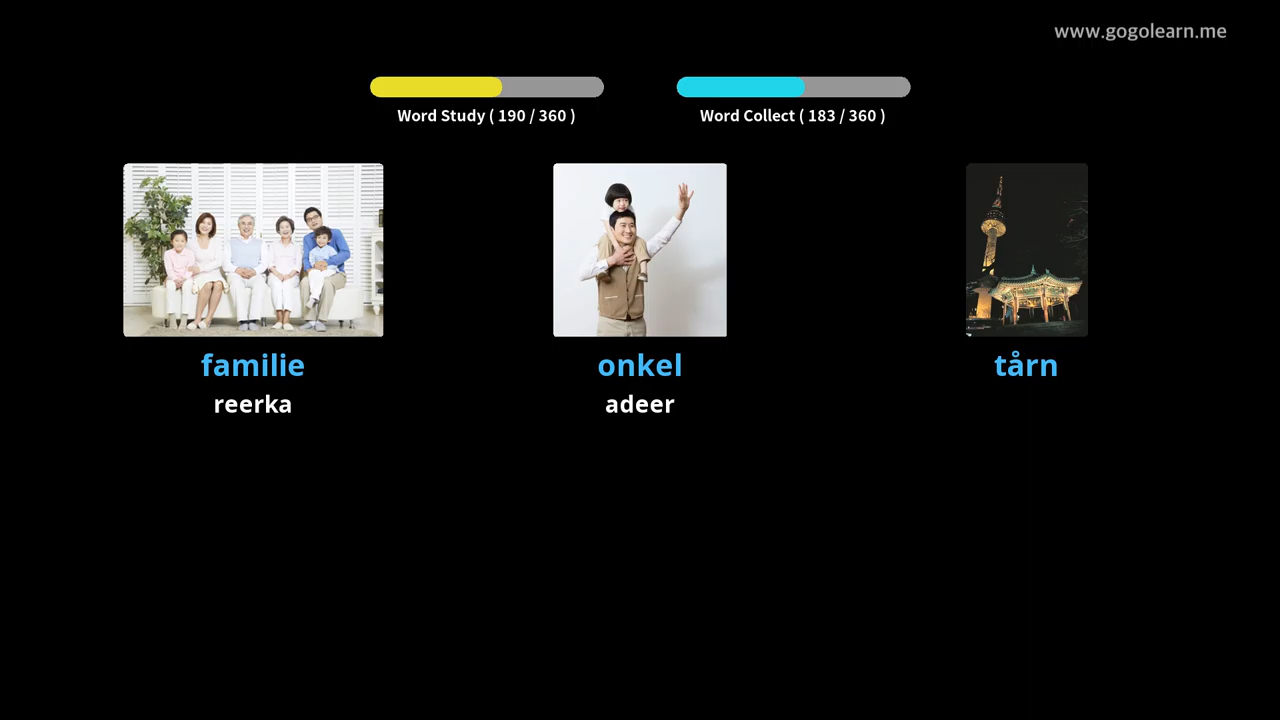 www.gogolearn.me
Word Study ( 190 / 360 )
Word Collect ( 183 / 360 )
familie
onkel
tårn
reerka
adeer